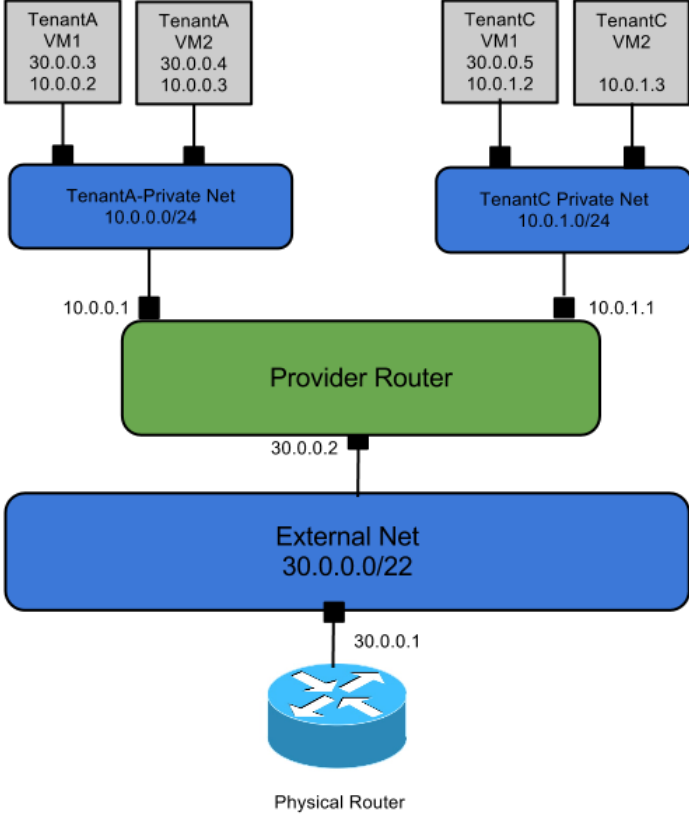 TenantA
VM1
30.0.0.3
10.0.0.2
TenantA
VM2
30.0.0.4
10.0.0.3
TenantC
VM1
30.0.0.5
10.0.1.2
TenantC
VM2
10.0.1.3
TenantA-Private Net
10.0.0.0/24
TenantC Private Net
10.0.1.0/24
10.0.0.1
10.0.1.1
Provider Router
30.0.0.2
External Net
30.0.0.0/22
30.0.0.1
Physical Router